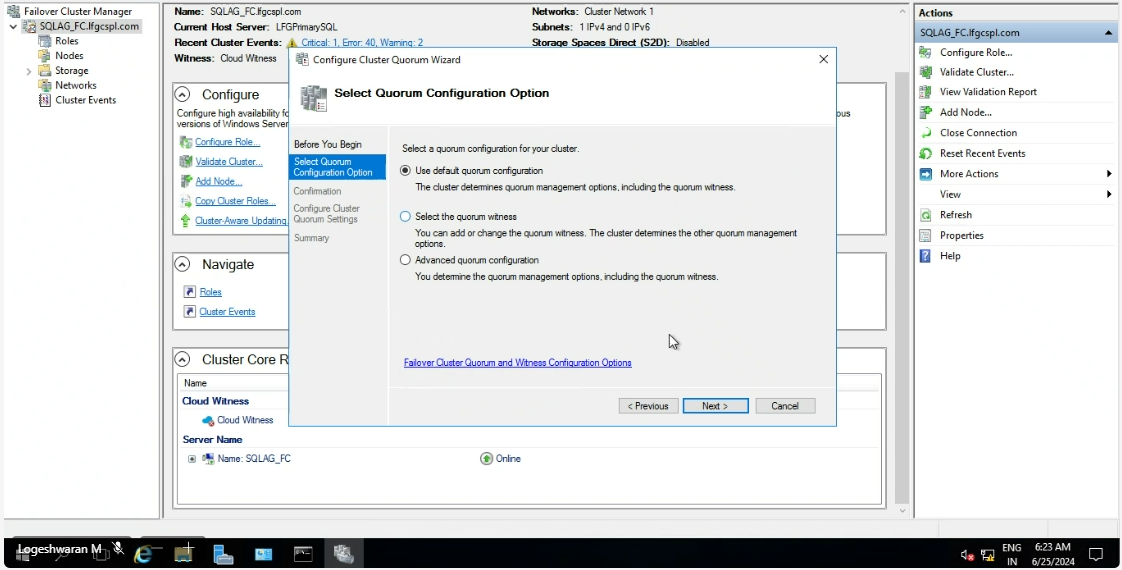 Failover Cluster Manager
SQLAG_FC.lfgcspl.com
Roles
Nodes
Storage
Networks
Cluster Events
Name: SQLAG_FC.lfgcspl.com
Networks: Cluster Network 1
Current Host Server: LFGPrimarySQL
Subnets: 1 IPv4 and 0 IPv6
Recent Cluster Events: Critical: 1, Error: 40, Warning: 2
Storage Spaces Direct (S2D): Disabled
Witness: Cloud Witness
Configure
Configure high availability fo
versions of Windows Server
ous
Configure Role...
Validate Cluster...
Add Node...
Copy Cluster Roles...
Cluster-Aware Updating
Navigate
Roles
Cluster Events
Cluster Core R
Name
Cloud Witness
Cloud Witness
Server Name
Name: SQLAG_FC
Online
Configure Cluster Quorum Wizard
Select Quorum Configuration Option
Before You Begin
Select Quorum
Configuration Option
Confirmation
Configure Cluster
Quorum Settings
Summary
Select a quorum configuration for your cluster.
Use default quorum configuration
The cluster determines quorum management options, including the quorum witness.
Select the quorum witness
You can add or change the quorum witness. The cluster determines the other quorum management
options.
Advanced quorum configuration
You determine the quorum management options, including the quorum witness.
Failover Cluster Quorum and Witness Configuration Options
< Previous
Next >
Cancel
Actions
SQLAG_FC.lfgcspl.com
Configure Role...
Validate Cluster...
View Validation Report
Add Node...
Close Connection
Reset Recent Events
More Actions
View
Refresh
Properties
Help
Logeshwaran M
ENG
IN
6:23 AM
6/25/2024